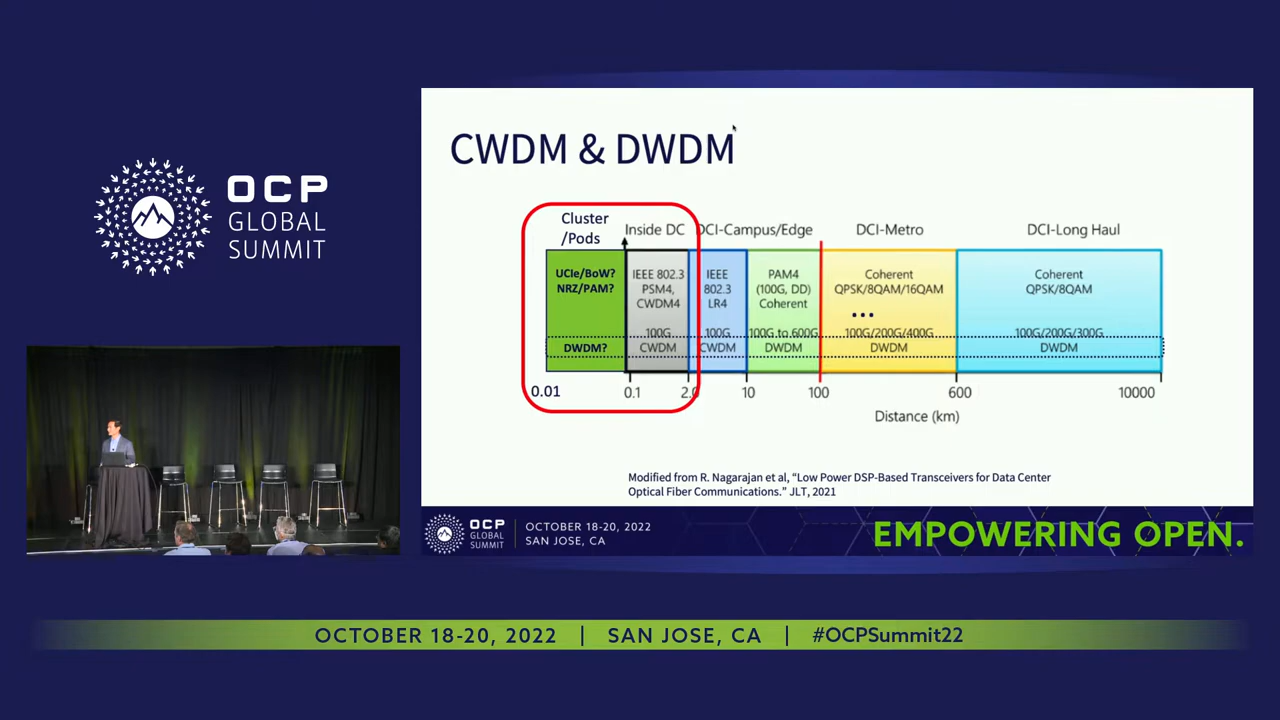 OCP
GLOBAL
SUMMIT
CWDM & DWDM
Cluster
/Pods
Inside DC
DCI-Campus/Edge
DCI-Metro
DCI-Long Haul
UCIe/BoW?
NRZ/PAM?
DWDM?
IEEE 802.3
PSM4,
CWDM4
100G
CWDM
IEEE
802.3
LR4
100G
CWDM
PAM4
(100G, DD)
Coherent
100G to 600G
DWDM
Coherent
QPSK/8QAM/16QAM
...
100G/200G/400G
DWDM
Coherent
QPSK/8QAM
100G/200G/300G
DWDM
0.01
0.1
2.0
10
100
600
10000
Distance (km)
Modified from R. Nagarajan et al, “Low Power DSP-Based Transceivers for Data Center
Optical Fiber Communications.” JLT, 2021
OCP
GLOBAL
SUMMIT
OCTOBER 18-20, 2022
SAN JOSE, CA
EMPOWERING OPEN.
OCTOBER 18-20, 2022 | SAN JOSE, CA | #OCPSummit22